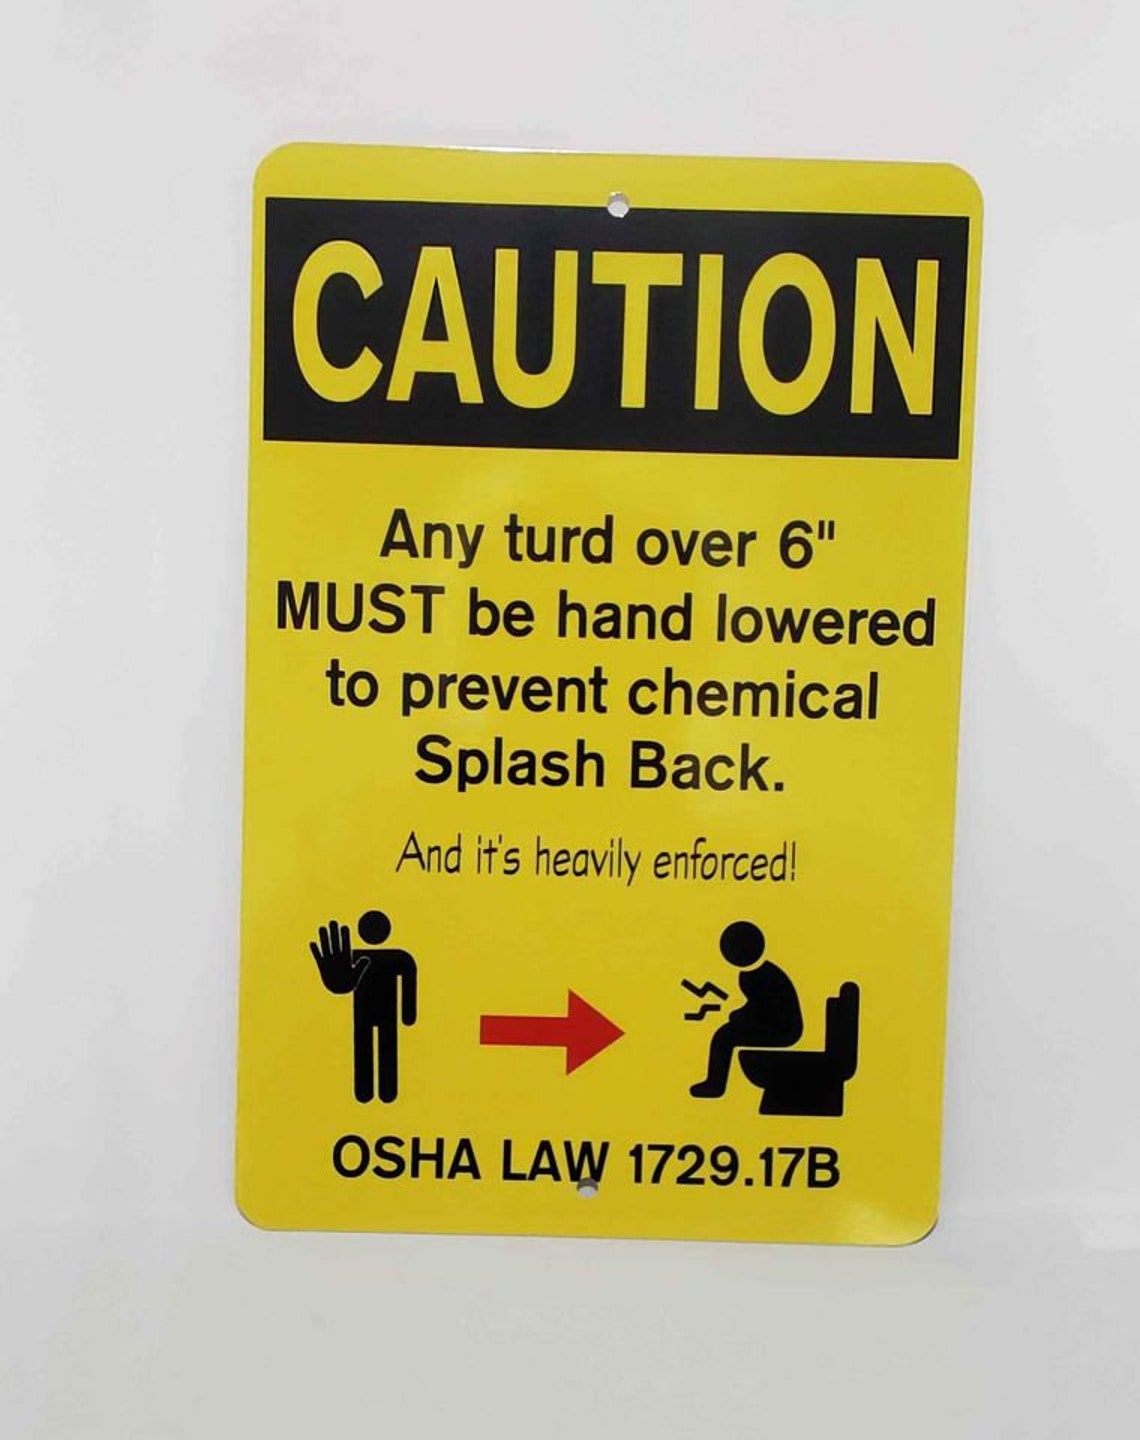 CAUTION
Any turd over 6"
MUST be hand lowered
to prevent chemical
Splash Back.
And it's heavily enforced!
OSHA LAW 1729.17B